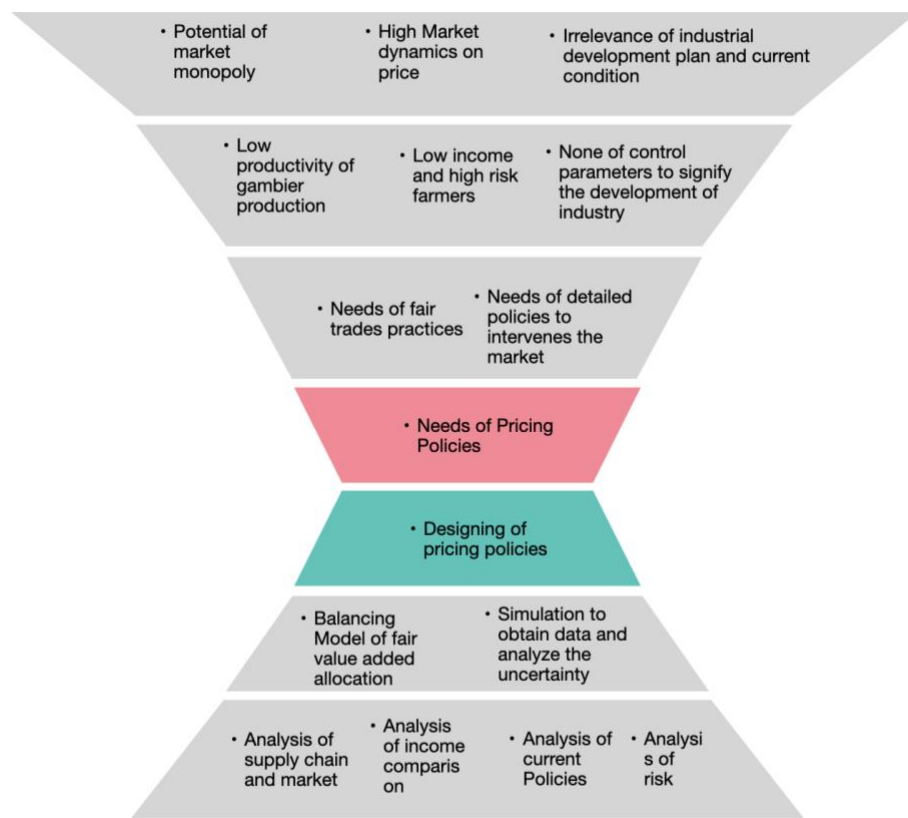 • Potential of
market
monopoly
• High Market
dynamics on
price
• Irrelevance of industrial
development plan and current
condition
• Low
productivity of
gambier
production
• Low income
and high risk
farmers
• None of control
parameters to signify
the development of
industry
• Needs of fair
trades practices
• Needs of detailed
policies to
intervenes the
market
• Needs of Pricing
Policies
• Designing of
pricing policies
• Balancing
Model of fair
value added
allocation
• Simulation to
obtain data and
analyze the
uncertainty
• Analysis of
supply chain
and market
• Analysis
of income
comparis
on
• Analysis of
current
Policies
• Analysi
s of
risk